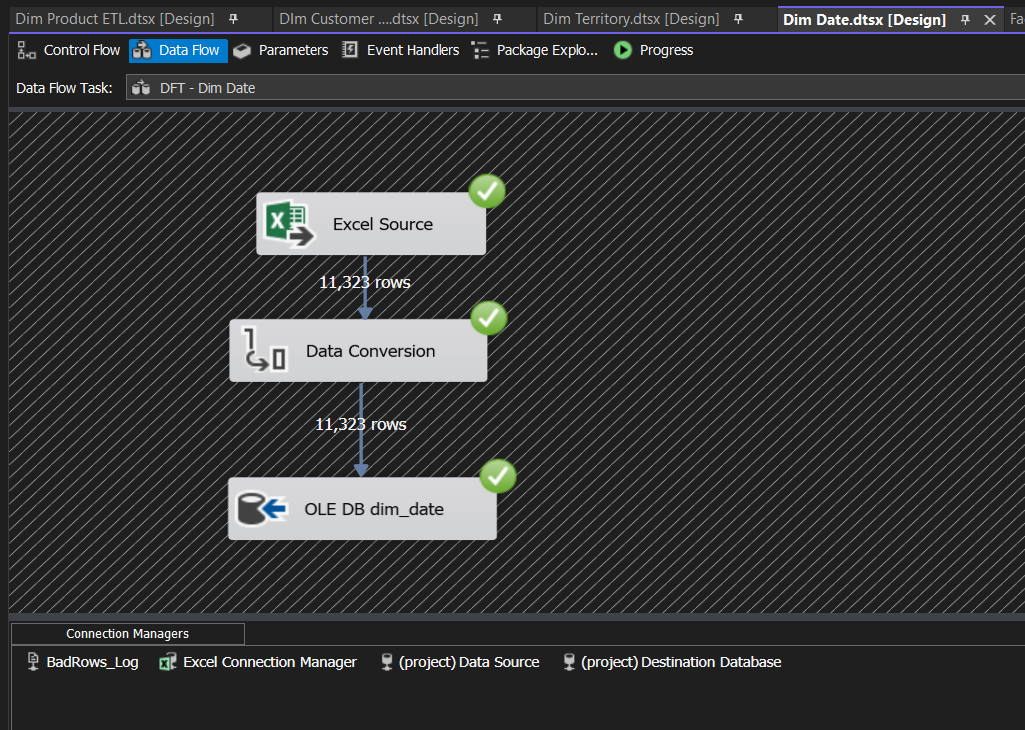 Dim Product ETL.dtsx [Design] DIm Customer ....dtsx [Design] Dim Territory.dtsx [Design] Dim Date.dtsx [Design] Fa
Control Flow Data Flow Parameters Event Handlers Package Explo... Progress
Data Flow Task: DFT - Dim Date
Excel Source
11,323 rows
Data Conversion
11,323 rows
OLE DB dim_date
Connection Managers
BadRows_Log Excel Connection Manager (project) Data Source (project) Destination Database